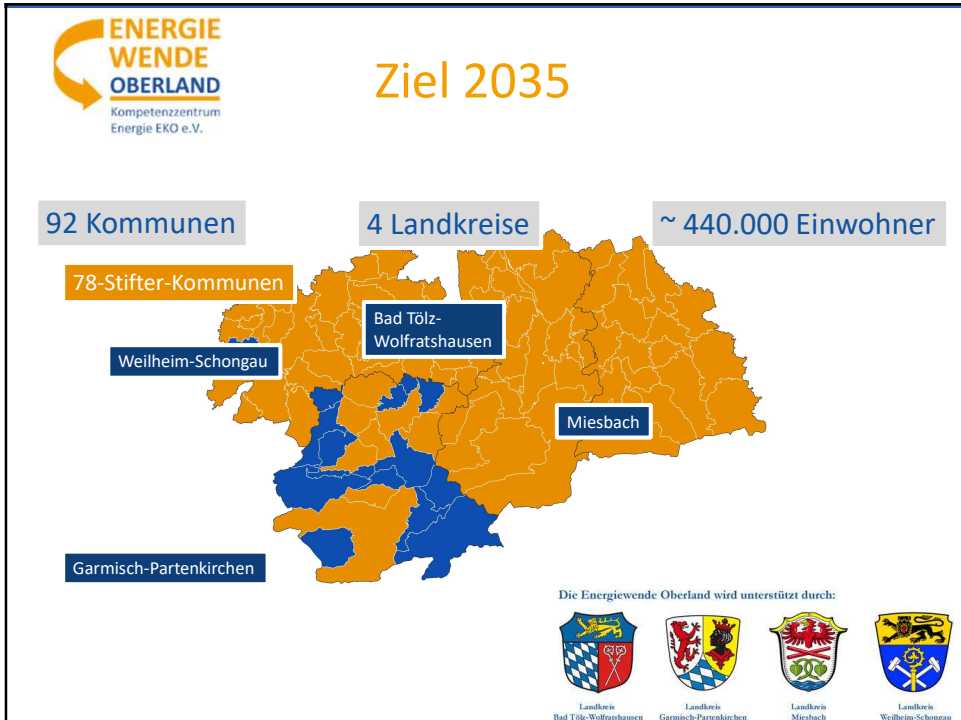 ENERGIE
WENDE
OBERLAND
Kompetenzzentrum
Energie EKO e.V.
Ziel 2035
92 Kommunen
4 Landkreise
~ 440.000 Einwohner
78-Stifter-Kommunen
Bad Tölz-
Wolfratshausen
Weilheim-Schongau
Miesbach
Garmisch-Partenkirchen
Die Energiewende Oberland wird unterstützt durch:
Landkreis
Bad Tölz-Wolfratshausen
Landkreis
Garmisch-Partenkirchen
Landkreis
Miesbach
Landkreis
Weilheim-Schongau